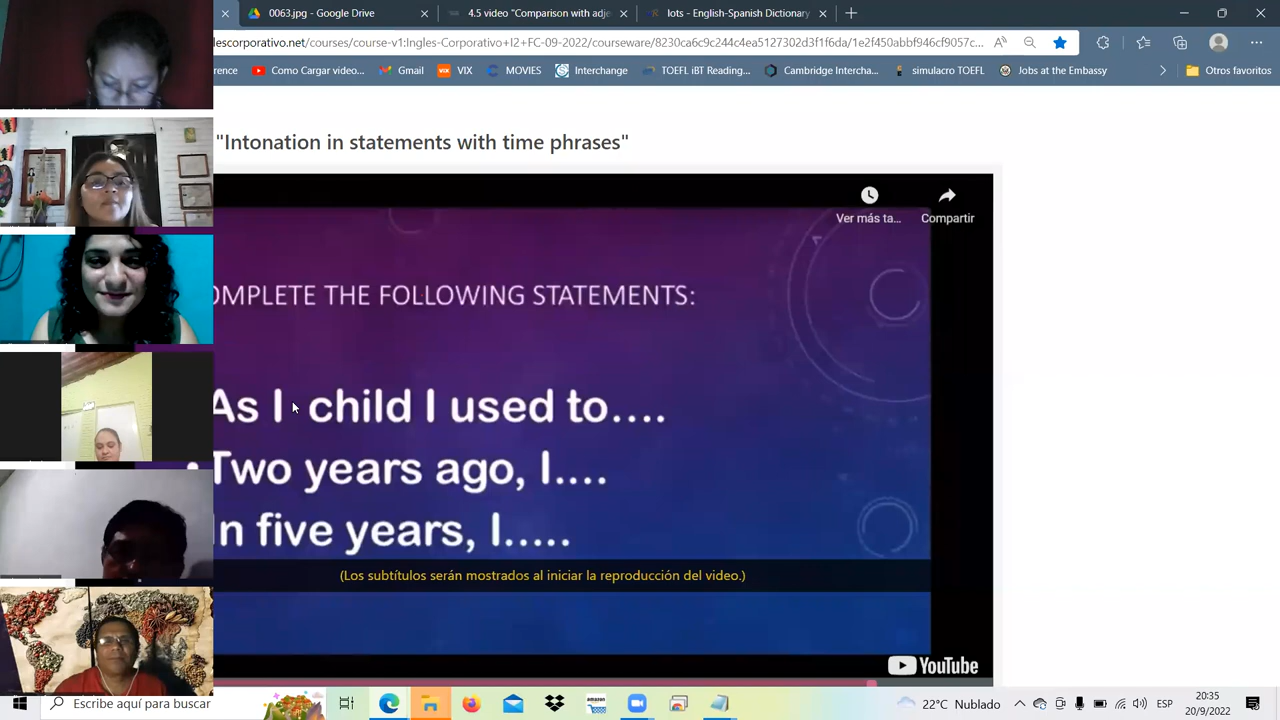 0063.jpg - Google Drive
4.5 video "Comparison with adje
lots - English-Spanish Dictionary
lescorporativo.net/courses/course-v1:Ingles-Corporativo+I2+FC-09-2022/courseware/8230ca6c9c244c4ea5127302d3f1f6da/1e2f450abbf946cf9057c...
rence
Como Cargar video...
Gmail
VIX
MOVIES
Interchange
TOEFL iBT Reading...
Cambridge Intercha...
simulacro TOEFL
Jobs at the Embassy
Otros favoritos
"Intonation in statements with time phrases"
Ver más ta...
Compartir
OMPLETE THE FOLLOWING STATEMENTS:
As I child I used to....
Two years ago, I....
n five years, I.....
(Los subtítulos serán mostrados al iniciar la reproducción del video.)
YouTube
Escribe aquí para buscar
amazon
22°C Nublado
ESP
20:35
20/9/2022